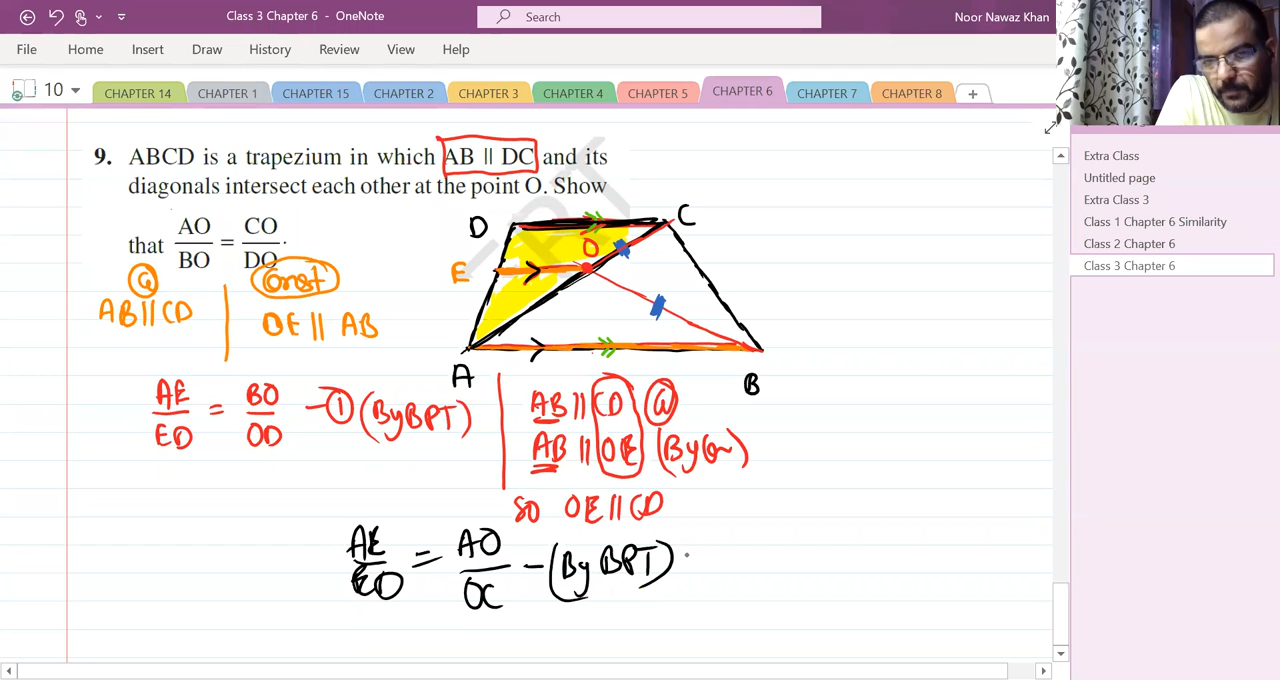 Class 3 Chapter 6 - OneNote
Search
Noor Nawaz Khan
File Home Insert Draw History Review View Help
10 CHAPTER 14 CHAPTER 1 CHAPTER 15 CHAPTER 2 CHAPTER 3 CHAPTER 4 CHAPTER 5 CHAPTER 6 CHAPTER 7 CHAPTER 8 +
Extra Class
Untitled page
Extra Class 3
Class 1 Chapter 6 Similarity
Class 2 Chapter 6
Class 3 Chapter 6
9. ABCD is a trapezium in which AB || DC and its
diagonals intersect each other at the point O. Show
that AO/BO = CO/DO.
D C
O
E
A B
G
AB || CD
Const
OE || AB
AE/ED = BO/OD - ① (By BPT)
AB || CD G
AB || OE (By Con)
SO OE || CD
AE/ED = AO/OC - (By BPT)